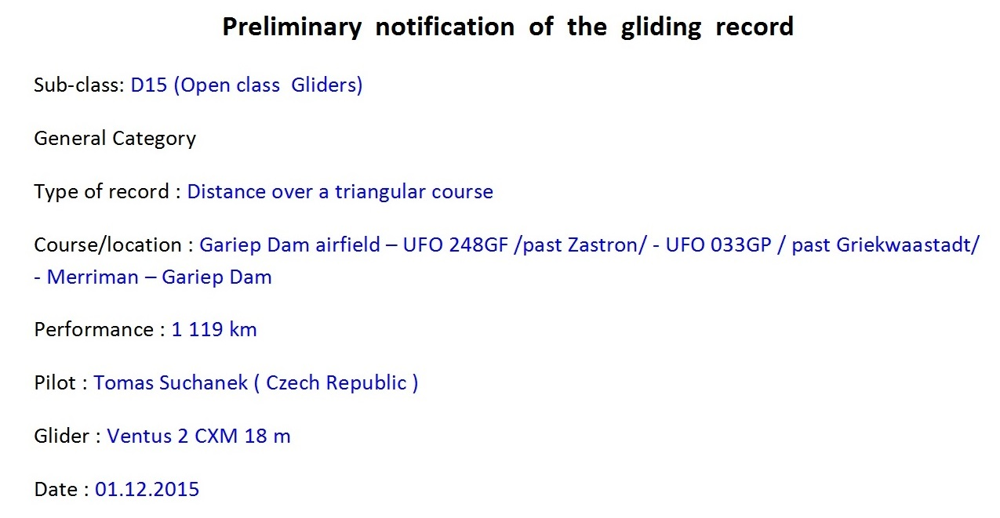 Preliminary notification of the gliding record
Sub-class: D15 (Open class Gliders)
General Category
Type of record : Distance over a triangular course
Course/location : Gariep Dam airfield – UFO 248GF /past Zastron/ - UFO 033GP / past Griekwaastadt/
- Merriman – Gariep Dam
Performance : 1 119 km
Pilot : Tomas Suchanek ( Czech Republic )
Glider : Ventus 2 CXM 18 m
Date : 01.12.2015